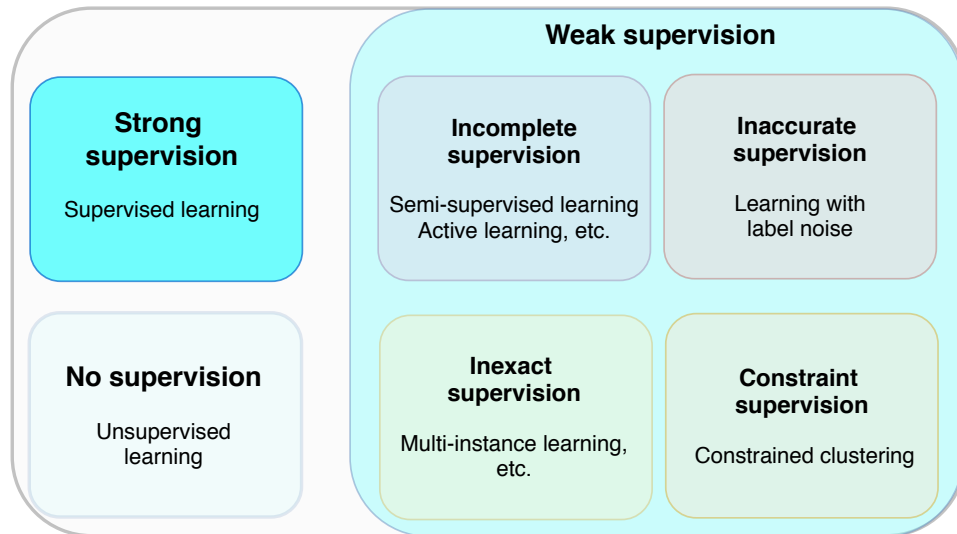 Weak supervision
Strong
supervision
Supervised learning
Incomplete
supervision
Semi-supervised learning
Active learning, etc.
Inaccurate
supervision
Learning with
label noise
No supervision
Unsupervised
learning
Inexact
supervision
Multi-instance learning,
etc.
Constraint
supervision
Constrained clustering